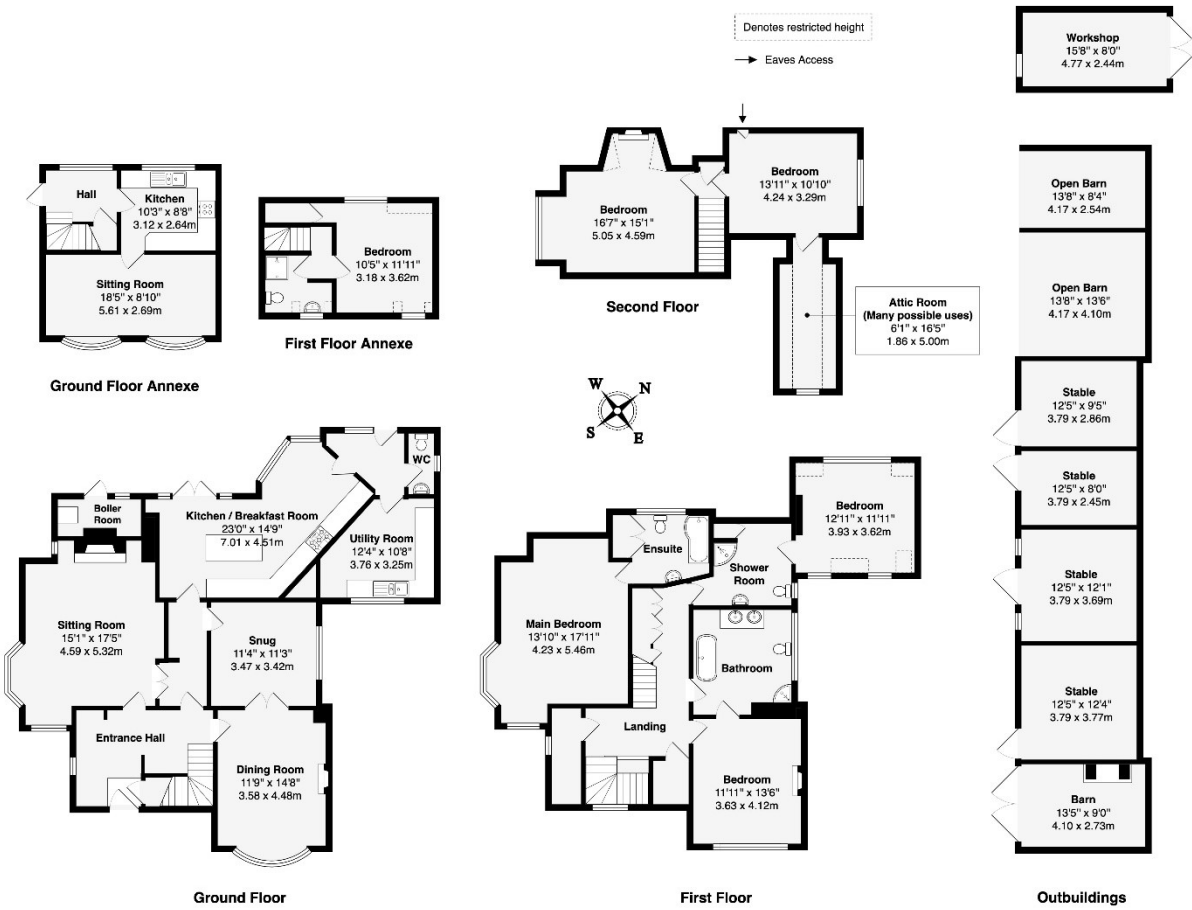 Denotes restricted height
Eaves Access
Workshop
15'8" x 8'0"
4.77 x 2.44m
Hall
Kitchen
10'3" x 8'8"
3.12 x 2.64m
Sitting Room
18'5" x 8'10"
5.61 x 2.69m
Ground Floor Annexe
Bedroom
10'5" x 11'11"
3.18 x 3.62m
First Floor Annexe
Bedroom
16'7" x 15'1"
5.05 x 4.59m
Bedroom
13'11" x 10'10"
4.24 x 3.29m
Second Floor
Attic Room
(Many possible uses)
6'1" x 16'5"
1.86 x 5.00m
W
N
S
E
Boiler
Room
Kitchen / Breakfast Room
23'0" x 14'9"
7.01 x 4.51m
WC
Utility Room
12'4" x 10'8"
3.76 x 3.25m
Sitting Room
15'1" x 17'5"
4.59 x 5.32m
Snug
11'4" x 11'3"
3.47 x 3.42m
Entrance Hall
Dining Room
11'9" x 14'8
3.58 x 4.48m
Ground Floor
Ensuite
Shower
Room
Bedroom
12'11" x 11'11"
3.93 x 3.62m
Main Bedroom
13'10" x 17'11"
4.23 x 5.46m
Bathroom
Landing
Bedroom
11'11" x 13'6"
3.63 x 4.12m
First Floor
Open Barn
13'8" x 8'4"
4.17 x 2.54m
Open Barn
13'8" x 13'6"
4.17 x 4.10m
Stable
12'5" x 9'5"
3.79 x 2.86m
Stable
12'5" x 8'0"
3.79 x 2.45m
Stable
12'5" x 12'1
3.79 x 3.69m
Stable
12'5" x 12'4"
3.79 x 3.77m
Barn
13'5" x 9'0"
4.10 x 2.73m
Outbuildings